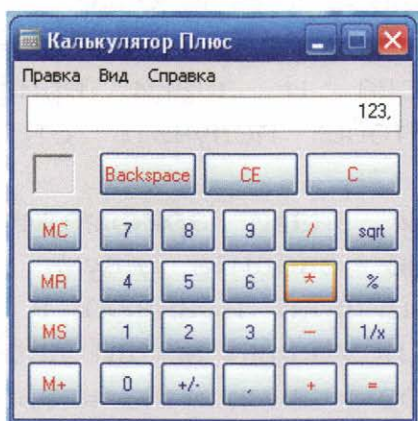 Калькулятор Плюс
Правка Вид Справка
123,
Backspace CE C
MC 7 8 9 / sqrt
MR 4 5 6 * %
MS 1 2 3 − 1/x
M+ 0 +/- , + =